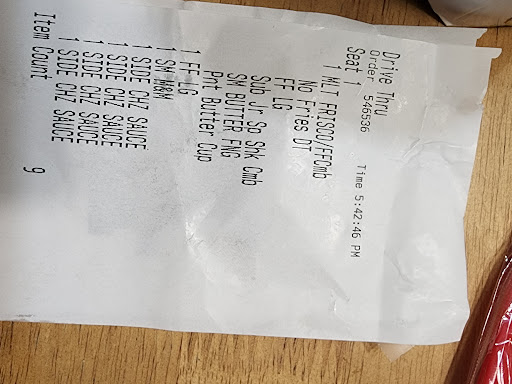 Drive Thru
Order 546536 Time 5:42:46 PM
Seat 1
1 MLT FRISCO/FFCmb
No Fries DT
FF LG
Sub Jr Sp Shk Cmb
SM BUTTER FNG
Pnt Butter Cup
1 FF LG
1 SM M&M
1 SIDE CHZ SAUCE
1 SIDE CHZ SAUCE
1 SIDE CHZ SAUCE
1 SIDE CHZ SAUCE
Item Count 9